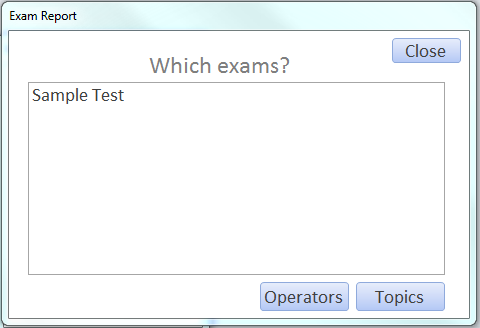 Exam Report
Close
Which exams?
Sample Test
Operators
Topics